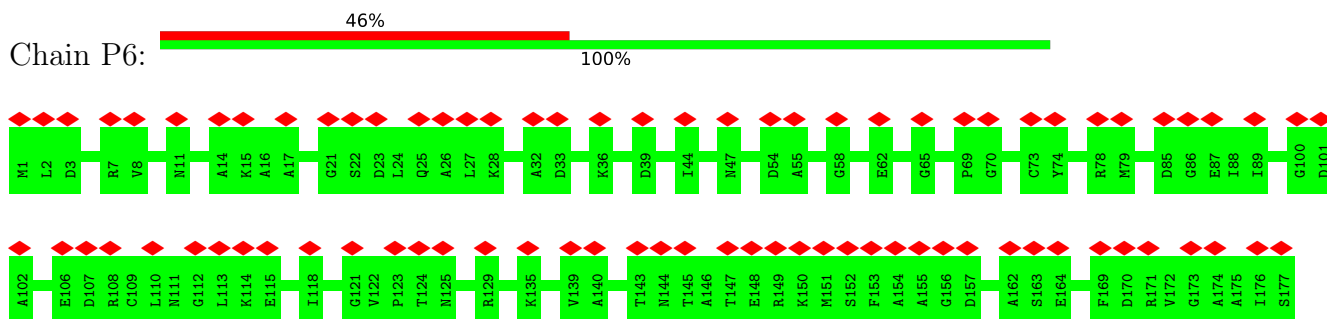 46%
Chain P6:
100%
M1 L2 D3 R7 V8 N11 A14 K15 A16 A17 G21 S22 D23 L24 Q25 A26 L27 K28 A32 D33 K36 D39 I44 N47 D54 A55 G58 E62 G65 P69 G70 C73 Y74 R78 M79 D85 G86 E87 I88 I89 G100 D101
A102 E106 D107 R108 C109 L110 N111 G112 L113 K114 E115 I118 G121 V122 P123 T124 N125 R129 K135 V139 A140 T143 N144 T145 A146 T147 E148 R149 K150 M151 S152 F153 A154 A155 G156 D157 A162 S163 E164 F169 D170 R171 V172 G173 A174 A175 I176 S177